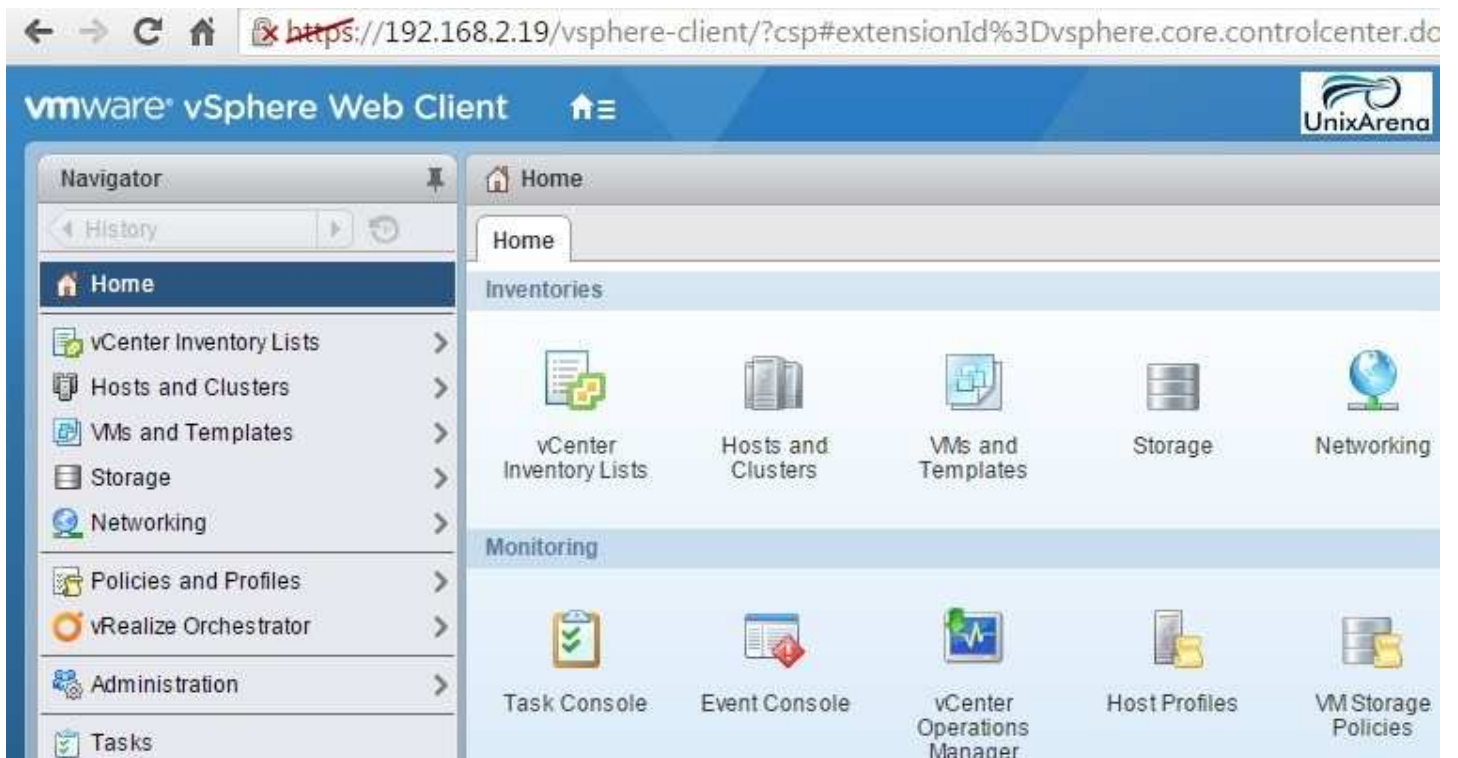 https://192.168.2.19/vsphere-client/?csp#extensionId%3Dvsphere.core.controlcenter.do
vmware® vSphere Web Client
UnixArena
Navigator
Home
History
Home
Home
Inventories
vCenter Inventory Lists
Hosts and Clusters
VMs and Templates
Storage
Networking
Policies and Profiles
vRealize Orchestrator
Administration
Tasks
vCenter
Inventory Lists
Hosts and
Clusters
VMs and
Templates
Storage
Networking
Monitoring
Task Console
Event Console
vCenter
Operations
Manager
Host Profiles
VM Storage
Policies